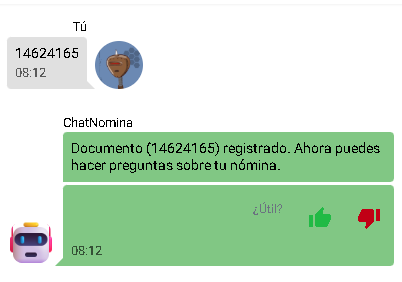 Tú
14624165
08:12
ChatNomina
Documento (14624165) registrado. Ahora puedes
hacer preguntas sobre tu nómina.
¿Útil?
08:12